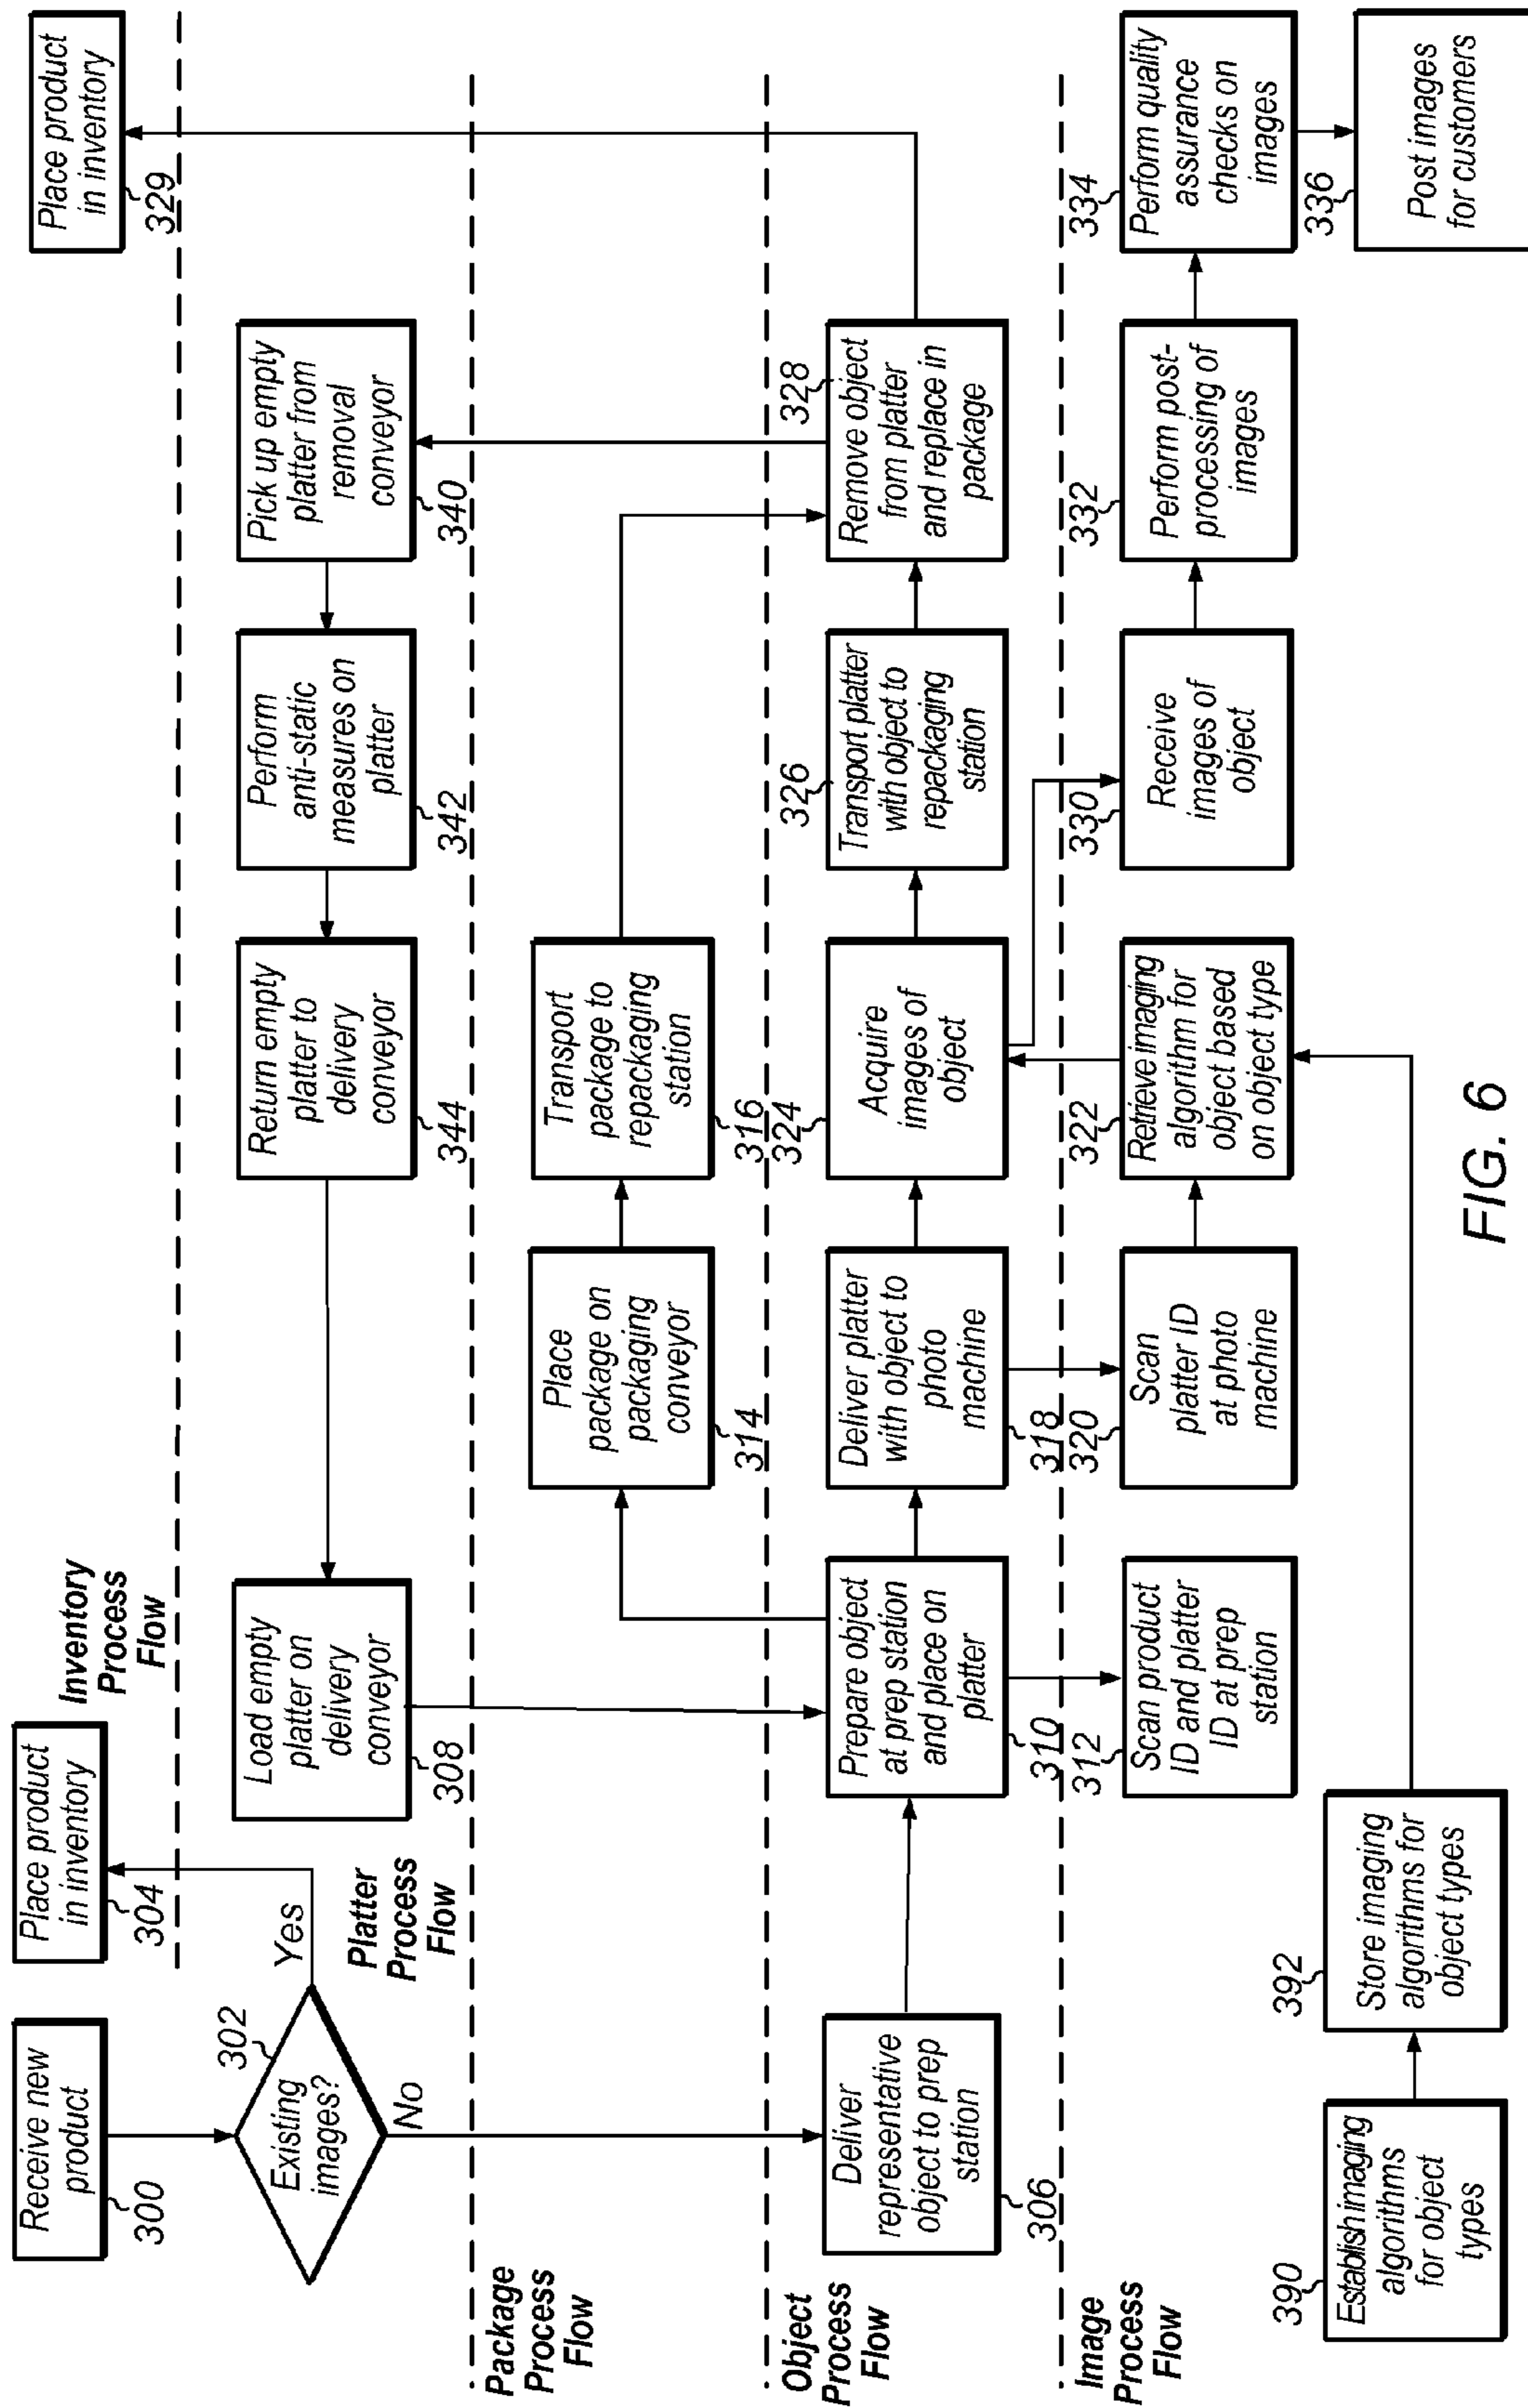 Receive new
product
300
Existing
images?
302
Yes
No
Place product
in inventory
304
Inventory
Process
Flow
Place product
in inventory
329
Platter
Process
Flow
Load empty
platter on
delivery
conveyor
308
Return empty
platter to
delivery
conveyor
344
Perform
anti-static
measures on
platter
342
Pick up empty
platter from
removal
conveyor
340
Package
Process
Flow
Place
package on
packaging
conveyor
314
Transport
package to
repackaging
station
316
Object
Process
Flow
Deliver
representative
object to prep
station
306
Prepare object
at prep station
and place on
platter
310
Deliver platter
with object to
photo
machine
318
324
Acquire
images of
object
326
Transport platter
with object to
repackaging
station
328
Remove object
from platter
and replace in
package
Image
Process
Flow
312
Scan product
ID and platter
ID at prep
station
320
Scan
platter ID
at photo
machine
322
Retrieve imaging
algorithm for
object based
on object type
330
Receive
images of
object
332
Perform post-
processing of
images
334
Perform quality
assurance
checks on
images
336
Post images
for customers
390
Establish imaging
algorithms
for object
types
392
Store imaging
algorithms for
object types
FIG. 6